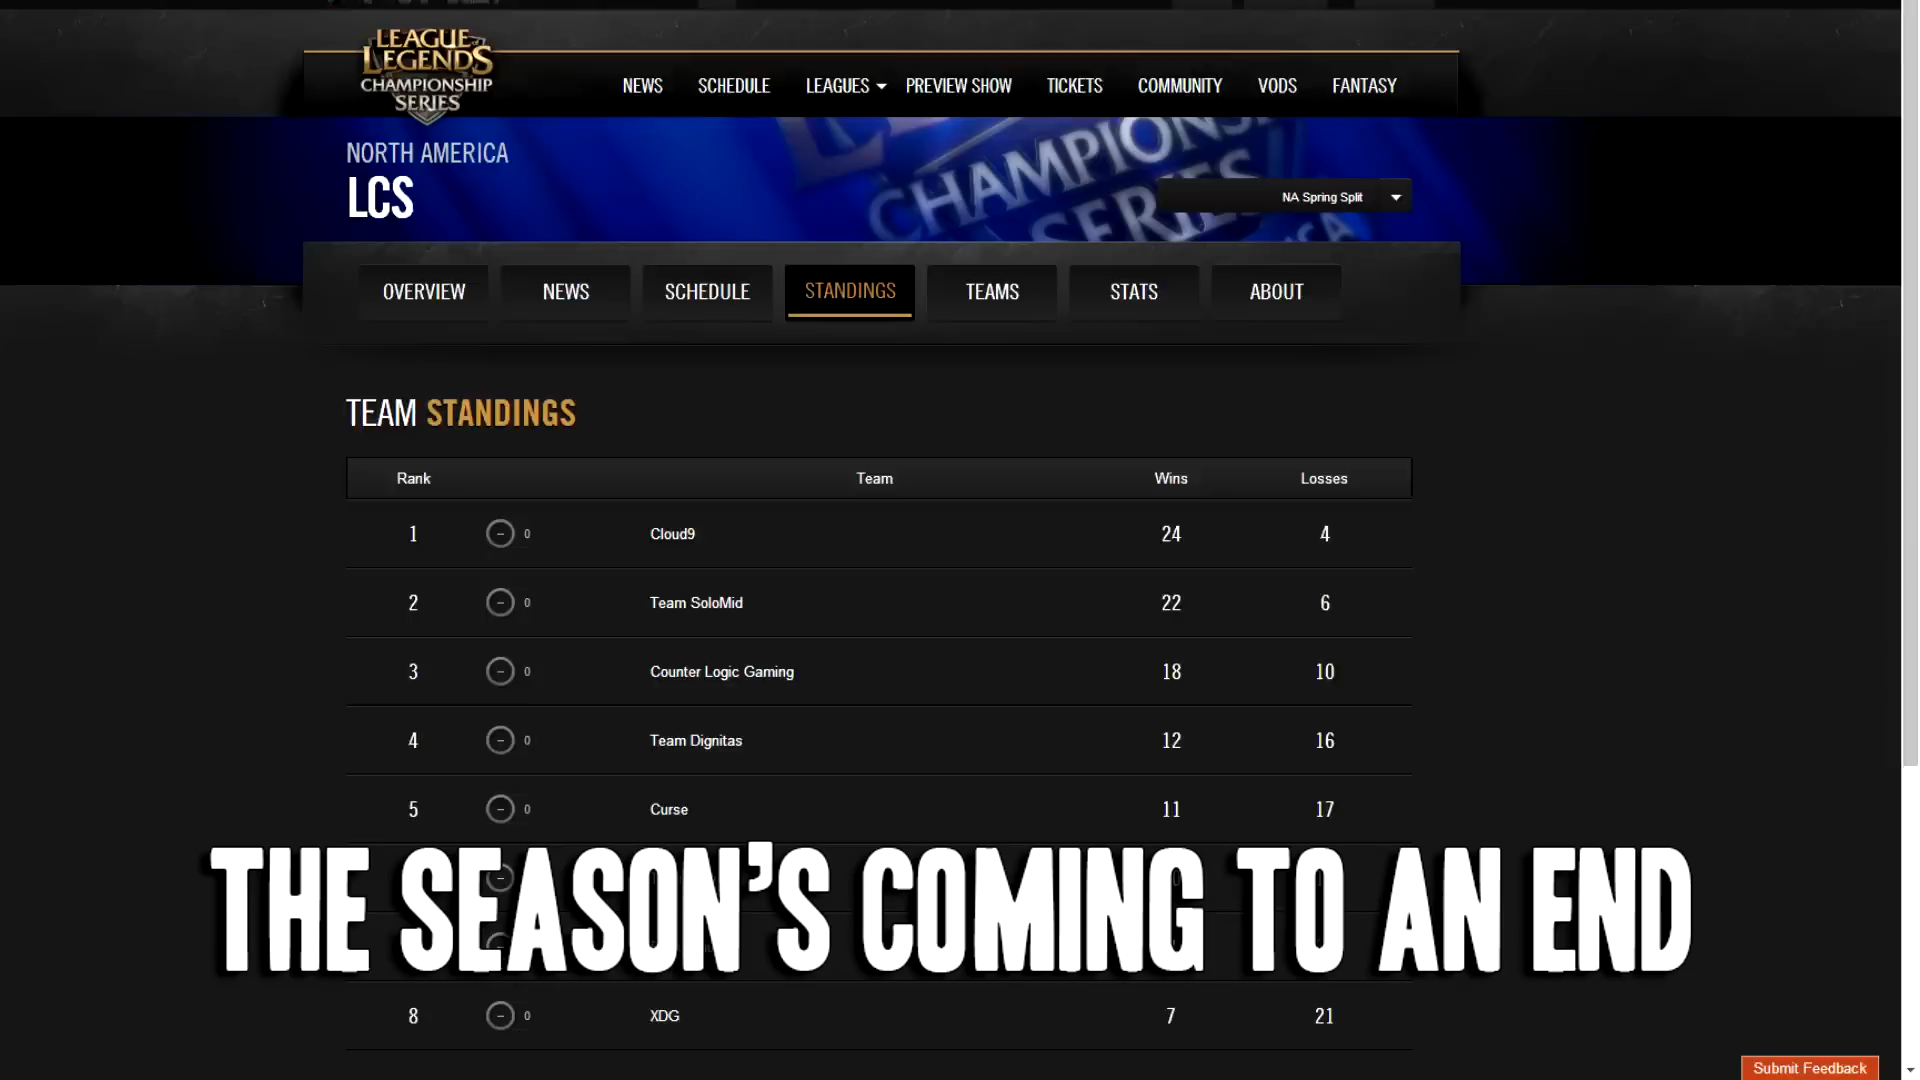 LEAGUE of
LEGENDS
CHAMPIONSHIP
SERIES
NEWS SCHEDULE LEAGUES PREVIEW SHOW TICKETS COMMUNITY VODS FANTASY
NORTH AMERICA
LCS
CHAMPIONS
SERIES
NA Spring Split
OVERVIEW NEWS SCHEDULE STANDINGS TEAMS STATS ABOUT
TEAM STANDINGS
Rank Team Wins Losses
1 0 Cloud9 24 4
2 0 Team SoloMid 22 6
3 0 Counter Logic Gaming 18 10
4 0 Team Dignitas 12 16
5 0 Curse 11 17
THE SEASON'S COMING TO AN END
8 0 XDG 7 21
Submit Feedback